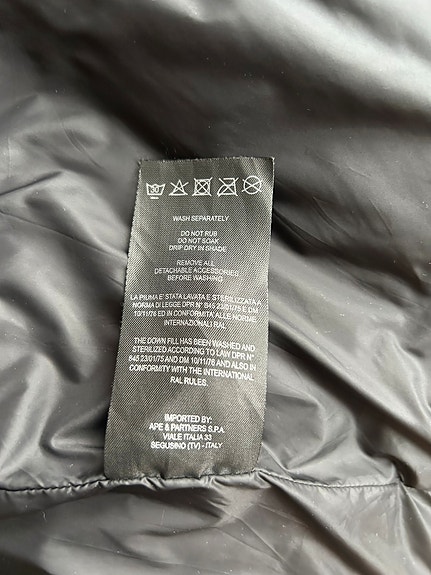 30
WASH SEPARATELY
DO NOT RUB
DO NOT SOAK
DRIP DRY IN SHADE
REMOVE ALL
DETACHABLE ACCESSORIES
BEFORE WASHING
LA PIUMA E' STATA LAVATA E STERILIZZATA A
NORMA DI LEGGE DPR N° 845 23/01/75 E DM
10/11/76 ED IN CONFORMITA' ALLE NORME
INTERNAZIONALI RAL
THE DOWN FILL HAS BEEN WASHED AND
STERILIZED ACCORDING TO LAW DPR N°
845 23/01/75 AND DM 10/11/76 AND ALSO IN
CONFORMITY WITH THE INTERNATIONAL
RAL RULES.
IMPORTED BY:
APE & PARTNERS S.P.A.
VIALE ITALIA 33
SEGUSINO (TV) - ITALY